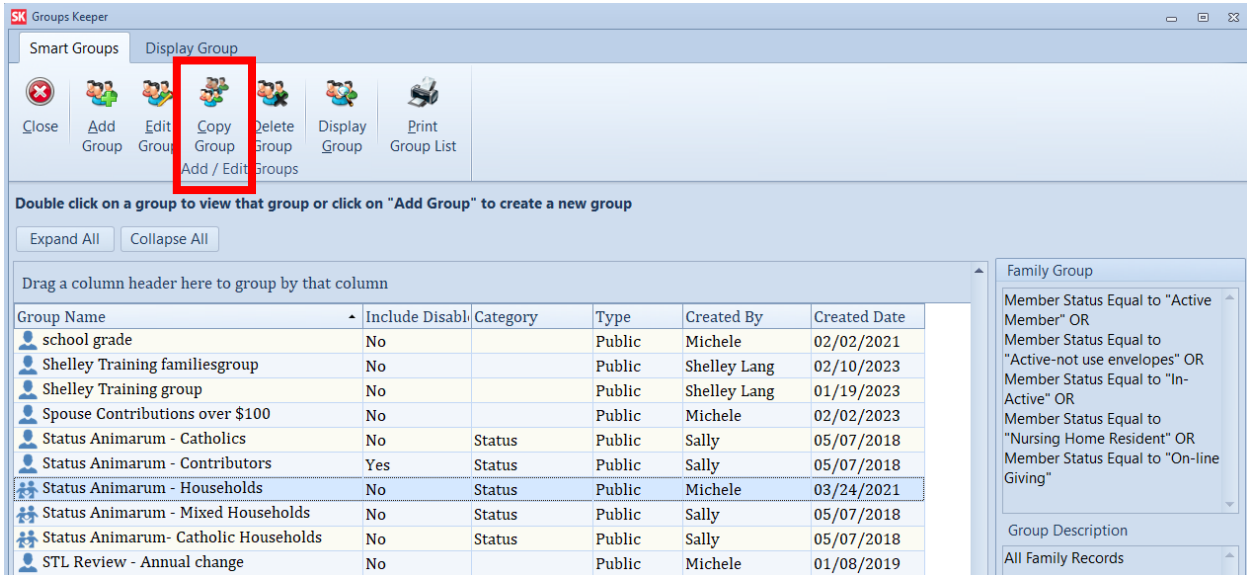 SK Groups Keeper
Smart Groups Display Group
Close Add Group Edit Group Copy Group Delete Group Display Group Print Group List
Add / Edit Groups
Double click on a group to view that group or click on "Add Group" to create a new group
Expand All Collapse All
Drag a column header here to group by that column
Group Name Include Disabl Category Type Created By Created Date
school grade No Public Michele 02/02/2021
Shelley Training familiesgroup No Public Shelley Lang 02/10/2023
Shelley Training group No Public Shelley Lang 01/19/2023
Spouse Contributions over $100 No Public Michele 02/02/2023
Status Animarum - Catholics No Status Public Sally 05/07/2018
Status Animarum - Contributors Yes Status Public Sally 05/07/2018
Status Animarum - Households No Status Public Michele 03/24/2021
Status Animarum - Mixed Households No Status Public Sally 05/07/2018
Status Animarum- Catholic Households No Status Public Sally 05/07/2018
STL Review - Annual change No Public Michele 01/08/2019
Family Group
Member Status Equal to "Active
Member" OR
Member Status Equal to
"Active-not use envelopes" OR
Member Status Equal to "In-
Active" OR
Member Status Equal to
"Nursing Home Resident" OR
Member Status Equal to "On-line
Giving"
Group Description
All Family Records